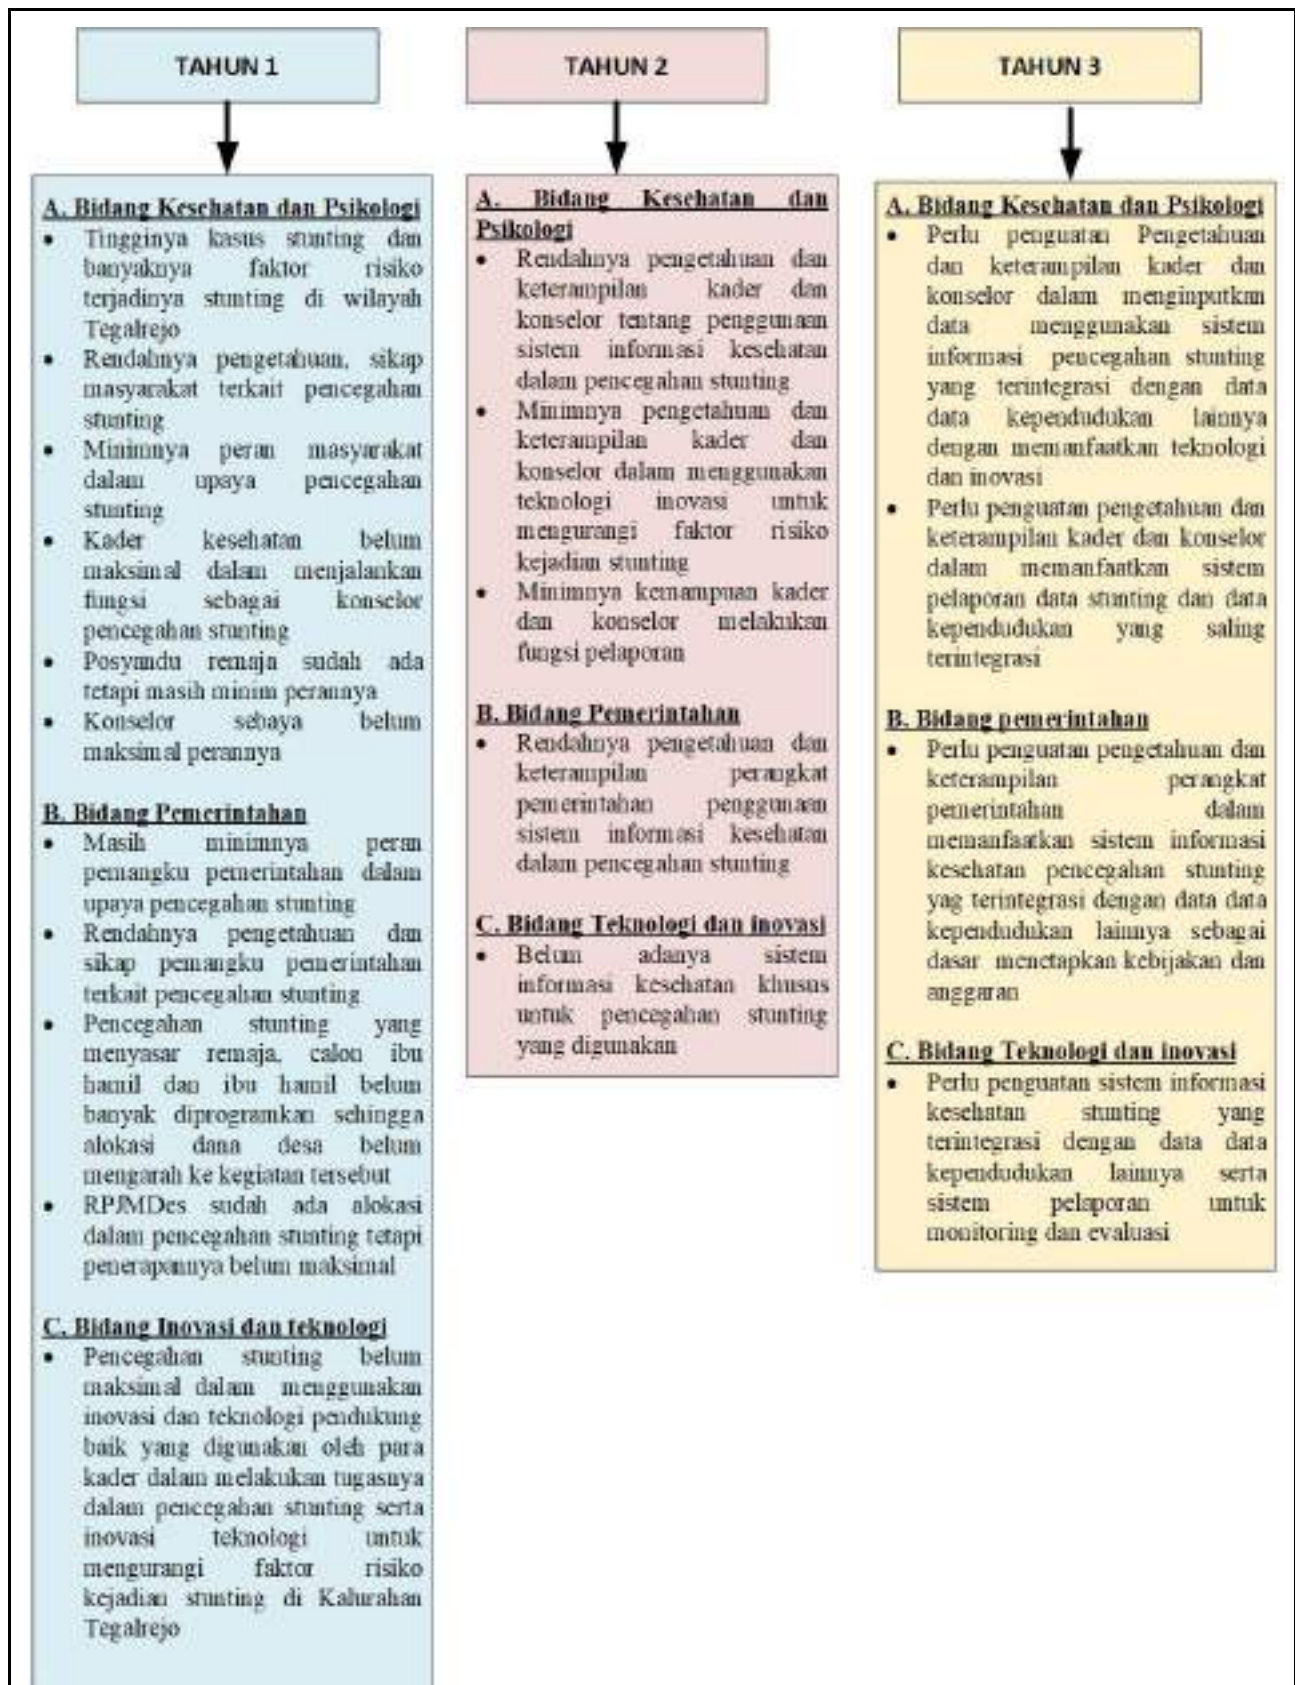 TAHUN 1
A. Bidang Kesehatan dan Psikologi
• Tingginya kasus stunting dan
banyaknya faktor risiko
terjadinya stunting di wilayah
Tegalrejo
• Rendahnya pengetahuan, sikap
masyarakat terkait pencegahan
stunting
• Minimnya peran masyarakat
dalam upaya pencegahan
stunting
• Kader kesehatan belum
maksimal dalam menjalankan
fungsi sebagai konselor
pencegahan stunting
• Posyandu remaja sudah ada
tetapi masih minim perannya
• Konselor sebaya belum
maksimal perannya
B. Bidang Pemerintahan
• Masih minimnya peran
pemangku pemerintahan dalam
upaya pencegahan stunting
• Rendahnya pengetahuan dan
sikap pemangku pemerintahan
terkait pencegahan stunting
• Pencegahan stunting yang
menyasar remaja, calon ibu
hamil dan ibu hamil belum
banyak diprogramkan sehingga
alokasi dana desa belum
mengarah ke kegiatan tersebut
• RPJMDes sudah ada alokasi
dalam pencegahan stunting tetapi
penerapannya belum maksimal
C. Bidang Inovasi dan teknologi
• Pencegahan stunting belum
maksimal dalam menggunakan
inovasi dan teknologi pendukung
baik yang digunakan oleh para
kader dalam melakukan tugasnya
dalam pencegahan stunting serta
inovasi teknologi untuk
mengurangi faktor risiko
kejadian stunting di Kalurahan
Tegalrejo
TAHUN 2
A. Bidang Kesehatan dan
Psikologi
• Rendahnya pengetahuan dan
keterampilan kader dan
konselor tentang penggunaan
sistem informasi kesehatan
dalam pencegahan stunting
• Minimnya pengetahuan dan
keterampilan kader dan
konselor dalam menggunakan
teknologi inovasi untuk
mengurangi faktor risiko
kejadian stunting
• Minimnya kemampuan kader
dan konselor melakukan
fungsi pelaporan
B. Bidang Pemerintahan
• Rendahnya pengetahuan dan
keterampilan perangkat
pemerintahan penggunaan
sistem informasi kesehatan
dalam pencegahan stunting
C. Bidang Teknologi dan inovasi
• Belum adanya sistem
informasi kesehatan khusus
untuk pencegahan stunting
yang digunakan
TAHUN 3
A. Bidang Kesehatan dan Psikologi
• Perlu penguatan Pengetahuan
dan keterampilan kader dan
konselor dalam menginputkan
data menggunakan sistem
informasi pencegahan stunting
yang terintegrasi dengan data
data kependudukan lainnya
dengan memanfaatkan teknologi
dan inovasi
• Perlu penguatan pengetahuan dan
keterampilan kader dan konselor
dalam memanfaatkan sistem
pelaporan data stunting dan data
kependudukan yang saling
terintegrasi
B. Bidang pemerintahan
• Perlu penguatan pengetahuan dan
keterampilan perangkat
pemerintahan dalam
memanfaatkan sistem informasi
kesehatan pencegahan stunting
yag terintegrasi dengan data data
kependudukan lainnya sebagai
dasar menetapkan kebijakan dan
anggaran
C. Bidang Teknologi dan inovasi
• Perlu penguatan sistem informasi
kesehatan stunting yang
terintegrasi dengan data data
kependudukan lainnya serta
sistem pelaporan untuk
monitoring dan evaluasi